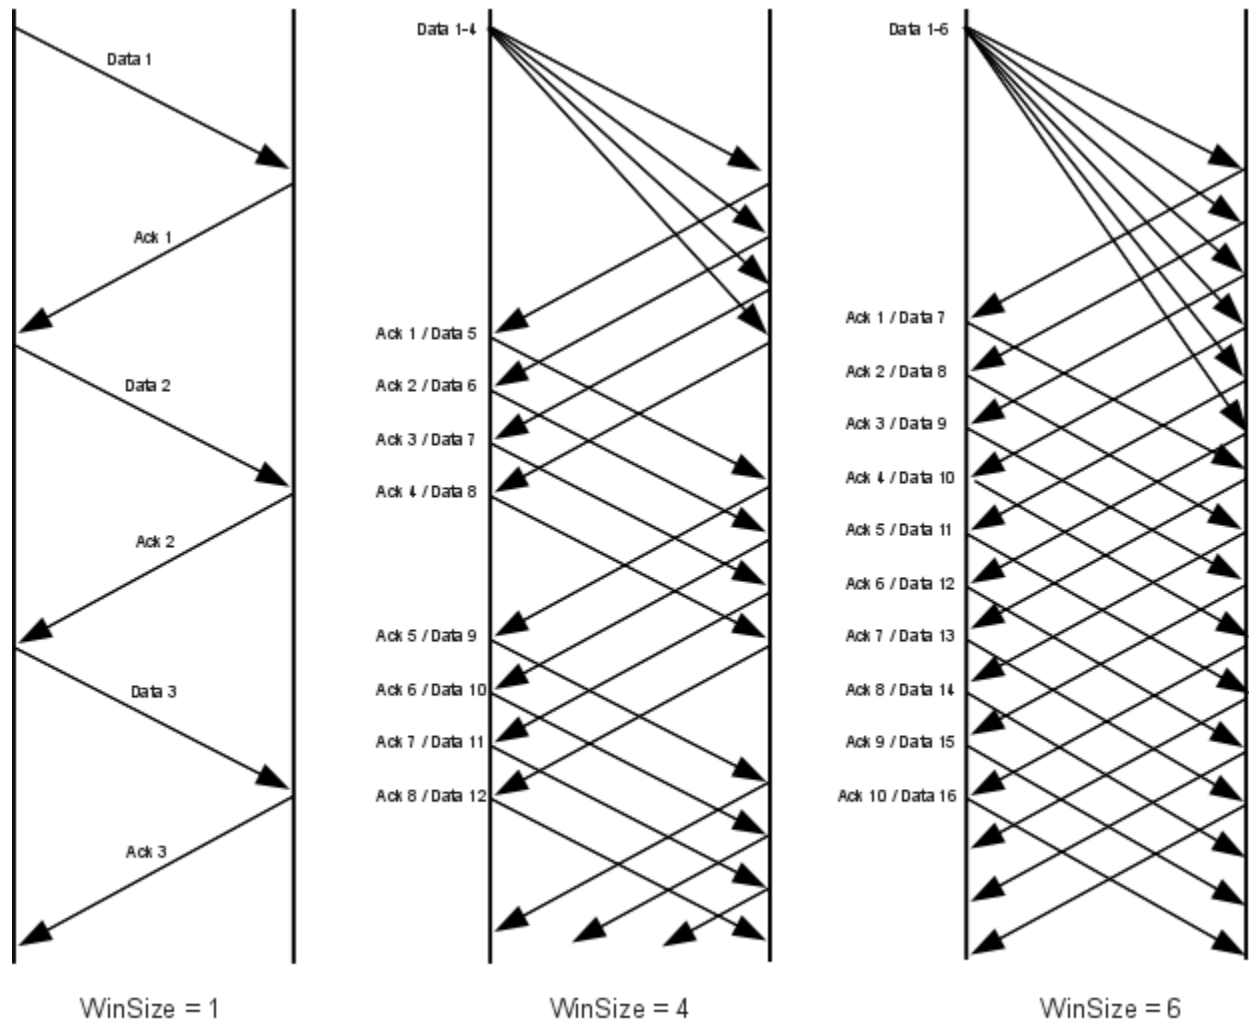 Data 1
Ack 1
Data 2
Ack 2
Data 3
Ack 3
WinSize = 1
Data 1-4
Ack 1 / Data 5
Ack 2 / Data 6
Ack 3 / Data 7
Ack 4 / Data 8
Ack 5 / Data 9
Ack 6 / Data 10
Ack 7 / Data 11
Ack 8 / Data 12
WinSize = 4
Data 1-6
Ack 1 / Data 7
Ack 2 / Data 8
Ack 3 / Data 9
Ack 4 / Data 10
Ack 5 / Data 11
Ack 6 / Data 12
Ack 7 / Data 13
Ack 8 / Data 14
Ack 9 / Data 15
Ack 10 / Data 16
WinSize = 6